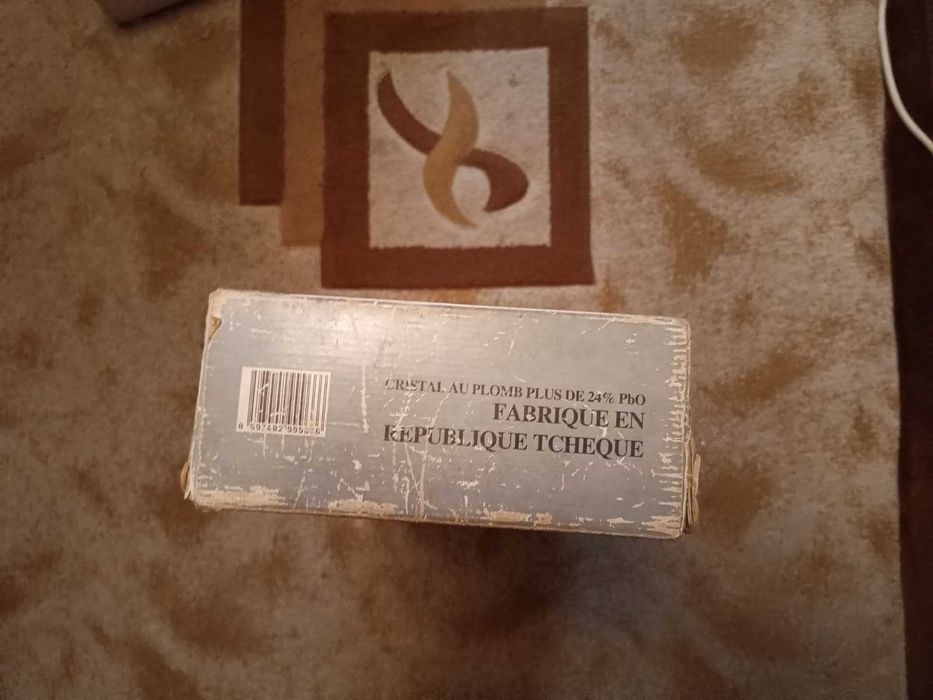 CRISTAL AU PLOMB PLUS DE 24% PbO
FABRIQUE EN
REPUBLIQUE TCHEQUE